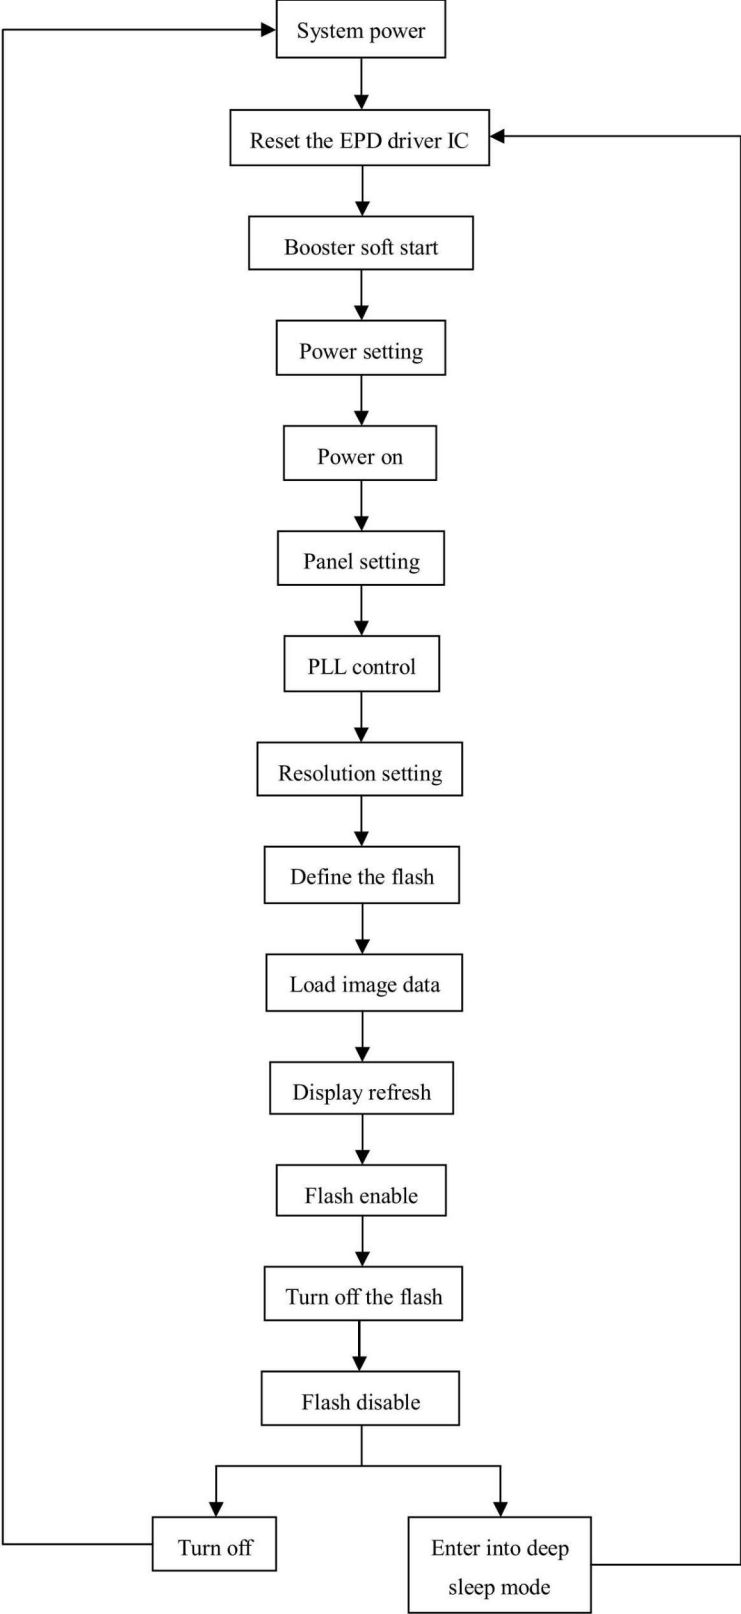 System power
Reset the EPD driver IC
Booster soft start
Power setting
Power on
Panel setting
PLL control
Resolution setting
Define the flash
Load image data
Display refresh
Flash enable
Turn off the flash
Flash disable
Turn off
Enter into deep
sleep mode